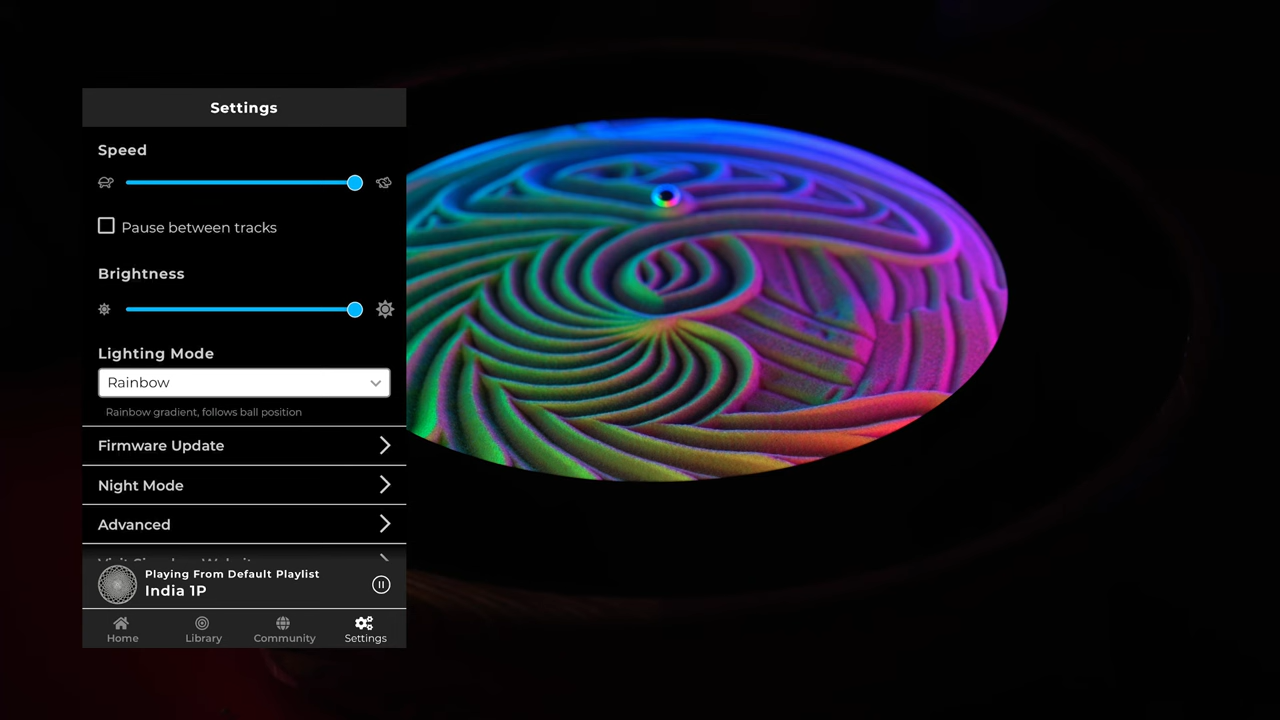 Settings
Speed
Pause between tracks
Brightness
Lighting Mode
Rainbow
Rainbow gradient, follows ball position
Firmware Update
Night Mode
Advanced
Playing From Default Playlist
India 1P
Home
Library
Community
Settings